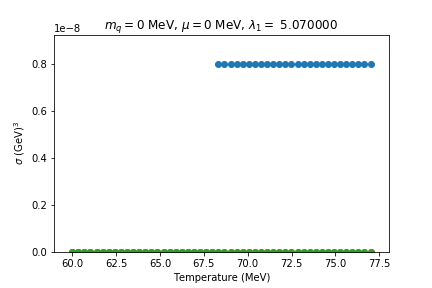 m_q = 0 MeV, μ = 0 MeV, λ_1 = 5.070000
1e−8
0.8
0.6
0.4
0.2
0.0
σ (GeV)^3
60.0 62.5 65.0 67.5 70.0 72.5 75.0 77.5
Temperature (MeV)